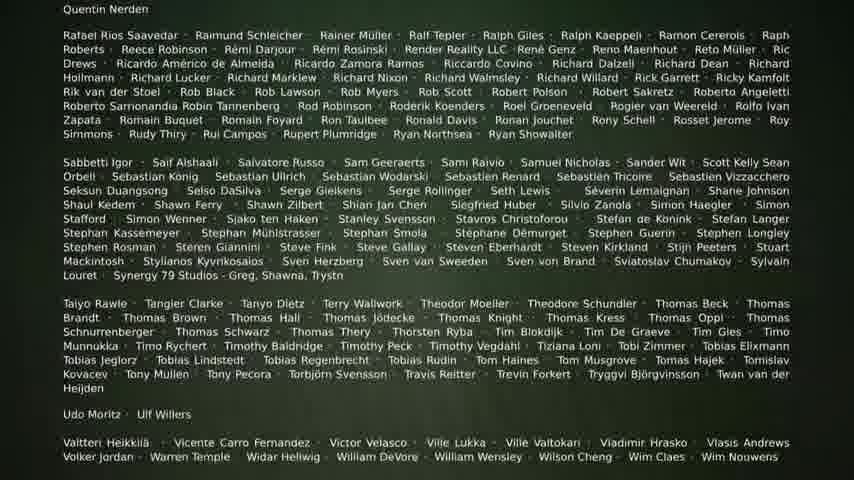 Quentin Nerden
Rafael Rios Saavedar · Raimund Schleicher · Rainer Müller · Ralf Tepler · Ralph Giles · Ralph Kaeppeli · Ramon Cererols · Raph
Roberts · Reece Robinson · Rémi Darjour · Rémi Rosinski · Render Reality LLC · René Genz · Reno Maenhout · Reto Müller · Ric
Drews · Ricardo Américo de Almeida · Ricardo Zamora Ramos · Riccardo Covino · Richard Dalzell · Richard Dean · Richard
Hollmann · Richard Lucker · Richard Marklew · Richard Nixon · Richard Walmsley · Richard Willard · Rick Garrett · Ricky Kamfolt
Rik van der Stoel · Rob Black · Rob Lawson · Rob Myers · Rob Scott · Robert Polson · Robert Sakretz · Roberto Angeletti
Roberto Sarnonandia Robin Tannenberg · Rod Robinson · Roderik Koenders · Roel Groeneveld · Rogier van Weereld · Rolfo Ivan
Zapata · Romain Buquet · Romain Foyard · Ron Taulbee · Ronald Davis · Ronan Jouchet · Rony Schell · Rosset Jerome · Roy
Simmons · Rudy Thiry · Rui Campos · Rupert Plumridge · Ryan Northsea · Ryan Showalter
Sabbetti Igor · Saif Alshaali · Salvatore Russo · Sam Geeraerts · Sami Raivio · Samuel Nicholas · Sander Wit · Scott Kelly Sean
Orbell · Sebastian König · Sebastian Ullrich · Sebastian Wodarski · Sebastien Renard · Sebastien Tricoire · Sebastien Vizzacchero
Seksun Duangsong · Selso DaSilva · Serge Gielkens · Serge Rollinger · Seth Lewis · Séverin Lemaignan · Shane Johnson
Shaul Kedem · Shawn Ferry · Shawn Zilbert · Shian Jan Chen · Siegfried Huber · Silvio Zanola · Simon Haegler · Simon
Stafford · Simon Wenner · Sjako ten Haken · Stanley Svensson · Stavros Christoforou · Stefan de Konink · Stefan Langer
Stephan Kassemeyer · Stephan Mühlstrasser · Stephan Smola · Stéphane Démurget · Stephen Guerin · Stephen Longley
Stephen Rosman · Steren Giannini · Steve Fink · Steve Gallay · Steven Eberhardt · Steven Kirkland · Stijn Peeters · Stuart
Mackintosh · Stylianos Kyvrikosaios · Sven Herzberg · Sven van Sweeden · Sven von Brand · Sviatoslav Chumakov · Sylvain
Louret · Synergy 79 Studios - Greg, Shawna, Trystn
Taiyo Rawle · Tangier Clarke · Tanyo Dietz · Terry Wallwork · Theodor Moeller · Theodore Schundler · Thomas Beck · Thomas
Brandt · Thomas Brown · Thomas Hall · Thomas Jödecke · Thomas Knight · Thomas Kress · Thomas Oppl · Thomas
Schnurrenberger · Thomas Schwarz · Thomas Thery · Thorsten Ryba · Tim Blokdijk · Tim De Graeve · Tim Gies · Timo
Munnukka · Timo Rychert · Timothy Baldridge · Timothy Peck · Timothy Vegdahl · Tiziana Loni · Tobi Zimmer · Tobias Elixmann
Tobias Jeglorz · Tobias Lindstedt · Tobias Regenbrecht · Tobias Rudin · Tom Haines · Tom Musgrove · Tomas Hajek · Tomislav
Kovacev · Tony Mullen · Tony Pecora · Torbjörn Svensson · Travis Reitter · Trevin Forkert · Tryggvi Björgvinsson · Twan van der
Heijden
Udo Moritz · Ulf Willers
Valtteri Heikkilä · Vicente Carro Fernandez · Victor Velasco · Ville Lukka · Ville Valtokari · Vladimir Hrasko · Vlasis Andrews
Volker Jordan · Warren Temple · Widar Hellwig · William DeVore · William Wensley · Wilson Cheng · Wim Claes · Wim Nouwens